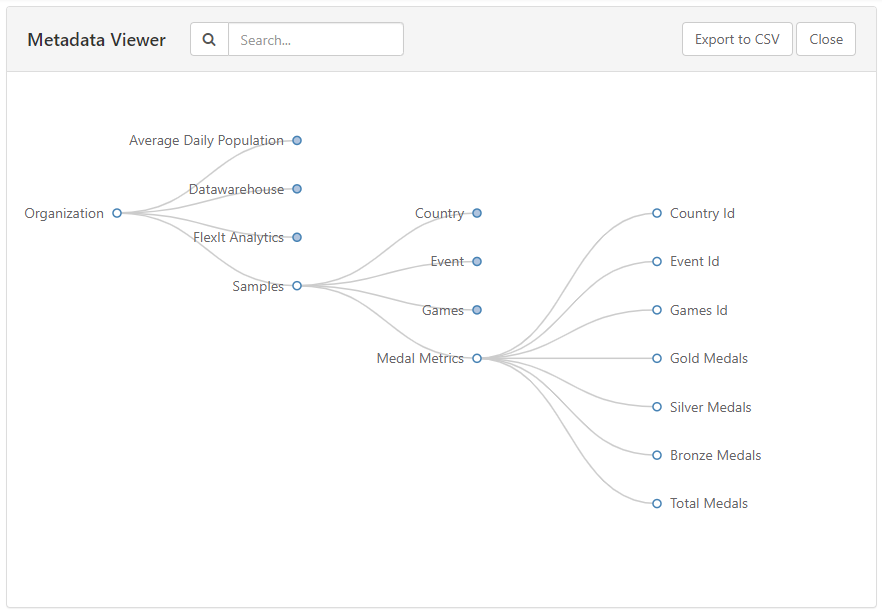 Metadata Viewer
Search...
Export to CSV
Close
Average Daily Population
Datawarehouse
Organization
Country
Country Id
FlexIt Analytics
Event
Event Id
Samples
Games
Games Id
Medal Metrics
Gold Medals
Silver Medals
Bronze Medals
Total Medals